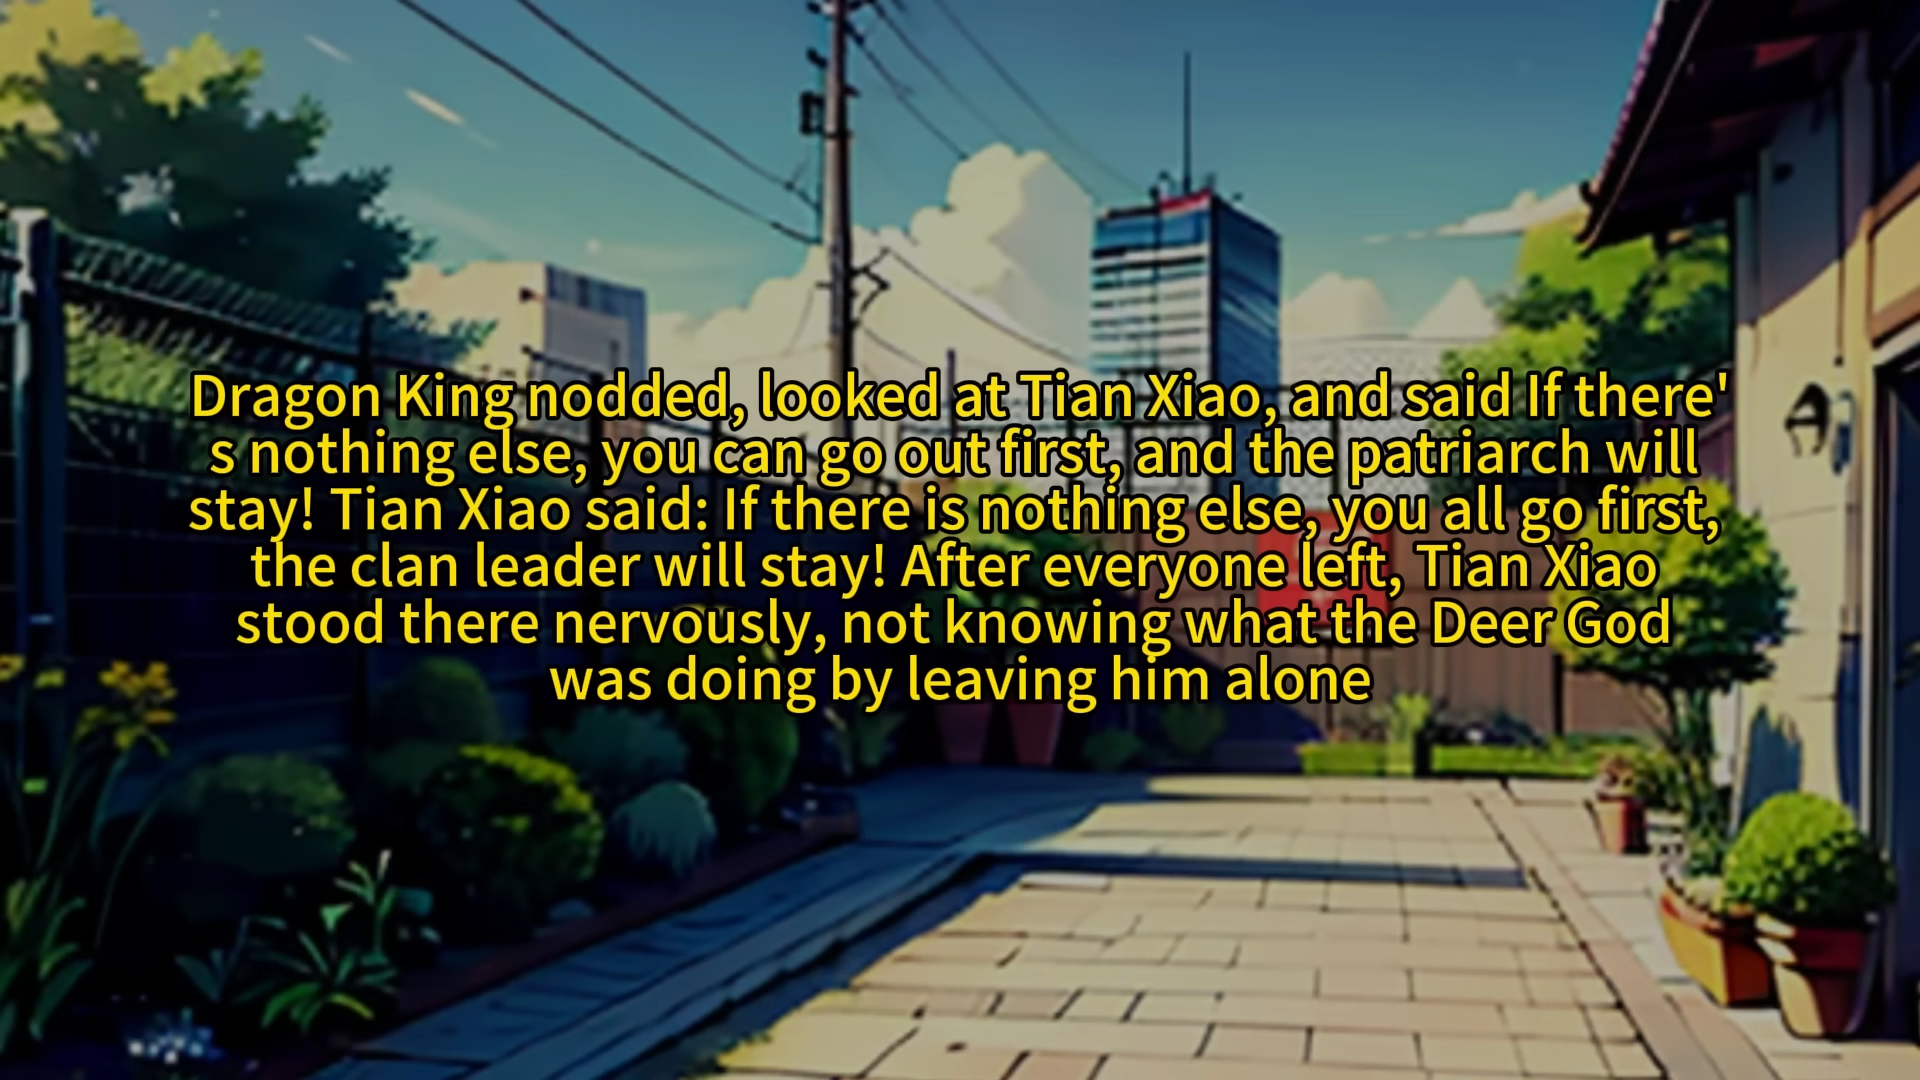 Dragon King nodded, looked at Tian Xiao, and said If there'
s nothing else, you can go out first, and the patriarch will
stay! Tian Xiao said: If there is nothing else, you all go first,
the clan leader will stay! After everyone left, Tian Xiao
stood there nervously, not knowing what the Deer God
was doing by leaving him alone